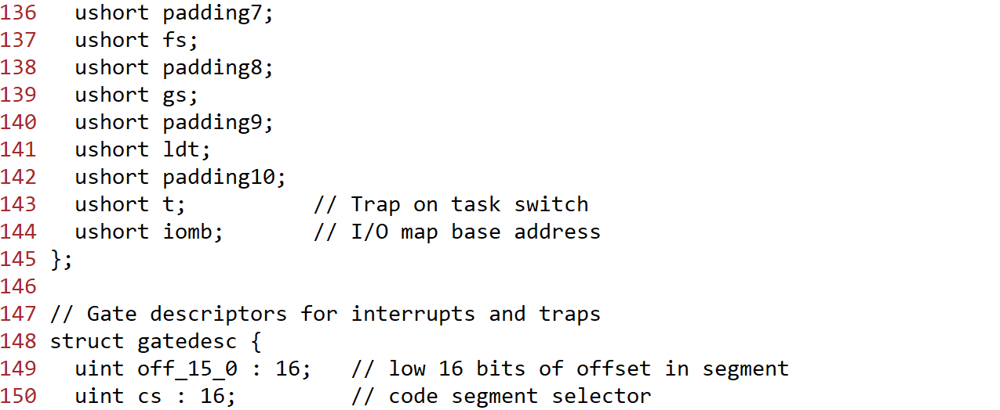 136   ushort padding7;
137   ushort fs;
138   ushort padding8;
139   ushort gs;
140   ushort padding9;
141   ushort ldt;
142   ushort padding10;
143   ushort t;          // Trap on task switch
144   ushort iomb;       // I/O map base address
145 };
146
147 // Gate descriptors for interrupts and traps
148 struct gatedesc {
149   uint off_15_0 : 16;   // low 16 bits of offset in segment
150   uint cs : 16;         // code segment selector